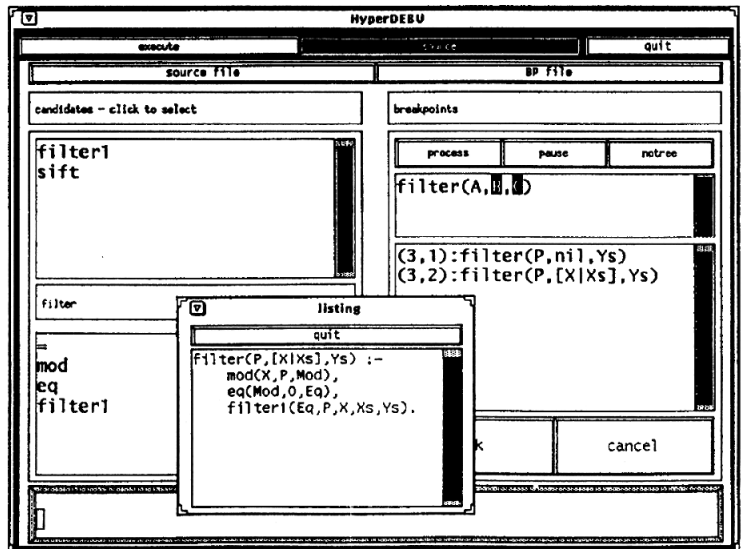 HyperDEBU
execute source quit
source file BP file
candidates - click to select
breakpoints
filter1
sift
process pause notree
filter(A,B,C)
(3,1):filter(P,nil,Ys)
(3,2):filter(P,[X|Xs],Ys)
filter
=
mod
eq
filter1
listing
quit
filter(P,[X|Xs],Ys) :-
mod(X,P,Mod),
eq(Mod,0,Eq),
filter1(Eq,P,X,Xs,Ys).
k cancel